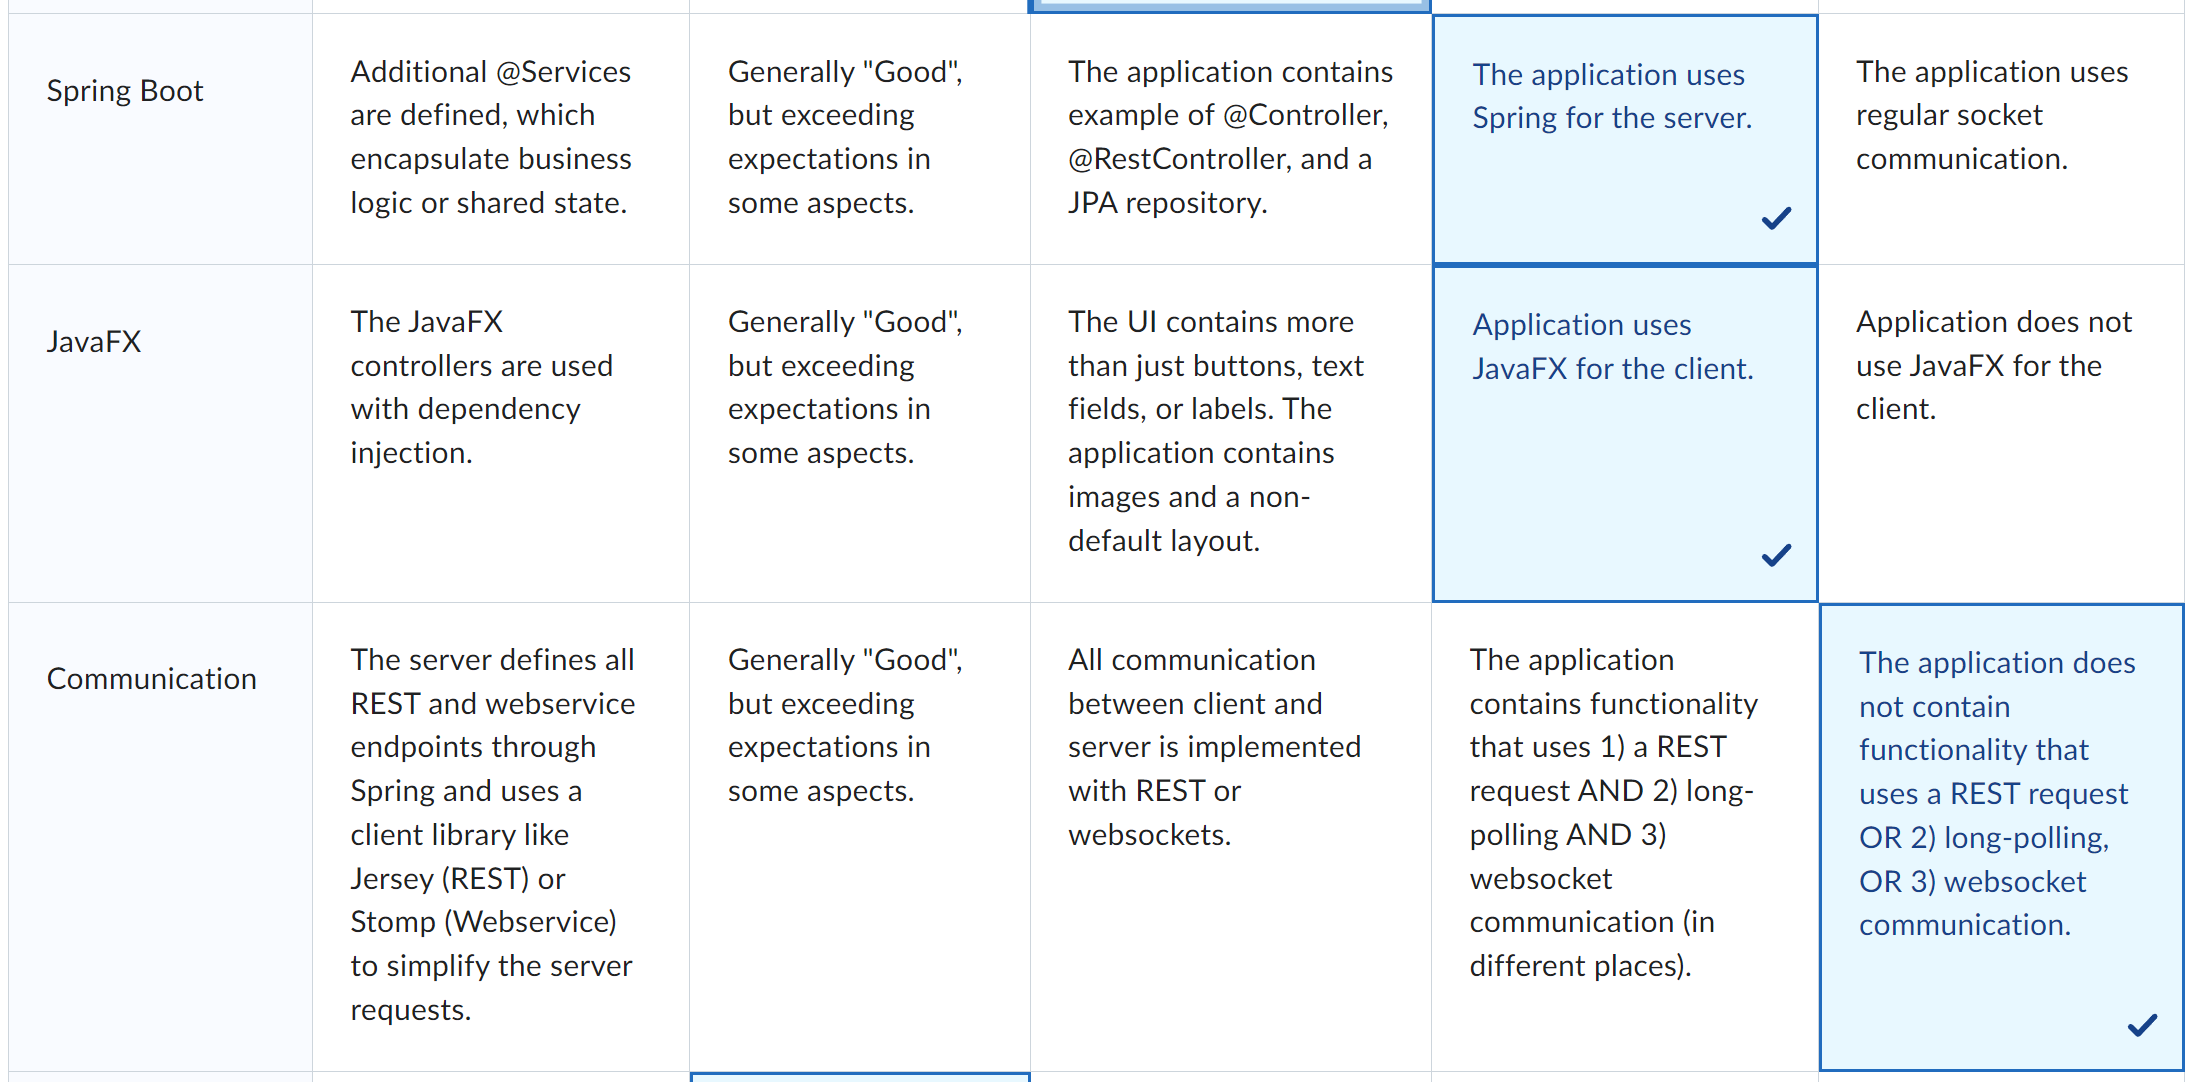 Spring Boot
Additional @Services
are defined, which
encapsulate business
logic or shared state.
Generally "Good",
but exceeding
expectations in
some aspects.
The application contains
example of @Controller,
@RestController, and a
JPA repository.
The application uses
Spring for the server.
The application uses
regular socket
communication.
JavaFX
The JavaFX
controllers are used
with dependency
injection.
Generally "Good",
but exceeding
expectations in
some aspects.
The UI contains more
than just buttons, text
fields, or labels. The
application contains
images and a non-
default layout.
Application uses
JavaFX for the client.
Application does not
use JavaFX for the
client.
Communication
The server defines all
REST and webservice
endpoints through
Spring and uses a
client library like
Jersey (REST) or
Stomp (Webservice)
to simplify the server
requests.
Generally "Good",
but exceeding
expectations in
some aspects.
All communication
between client and
server is implemented
with REST or
websockets.
The application
contains functionality
that uses 1) a REST
request AND 2) long-
polling AND 3)
websocket
communication (in
different places).
The application does
not contain
functionality that
uses a REST request
OR 2) long-polling,
OR 3) websocket
communication.